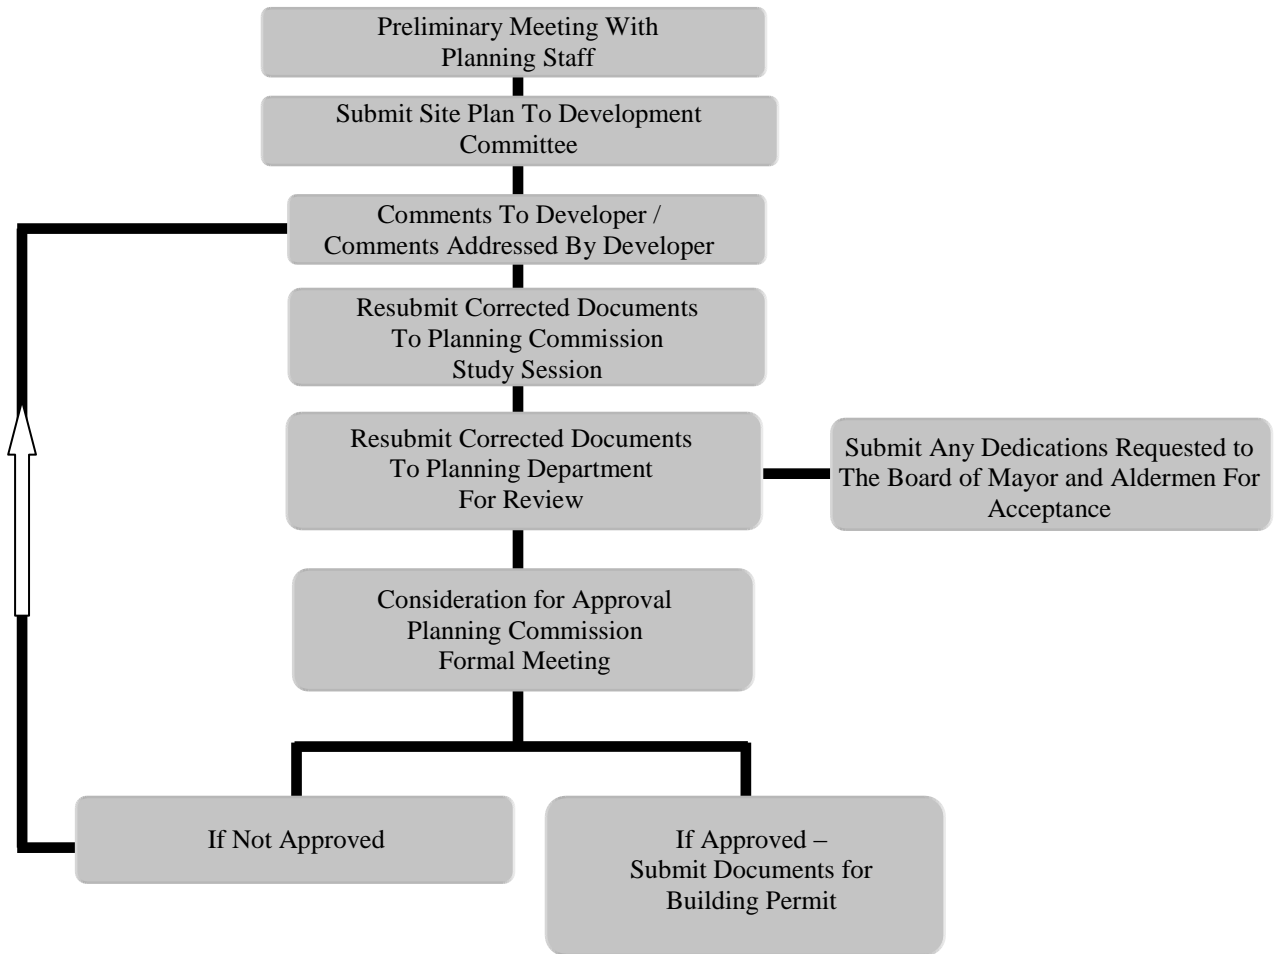 Preliminary Meeting With
Planning Staff
Submit Site Plan To Development
Committee
Comments To Developer /
Comments Addressed By Developer
Resubmit Corrected Documents
To Planning Commission
Study Session
Resubmit Corrected Documents
To Planning Department
For Review
Submit Any Dedications Requested to
The Board of Mayor and Aldermen For
Acceptance
Consideration for Approval
Planning Commission
Formal Meeting
If Not Approved
If Approved –
Submit Documents for
Building Permit